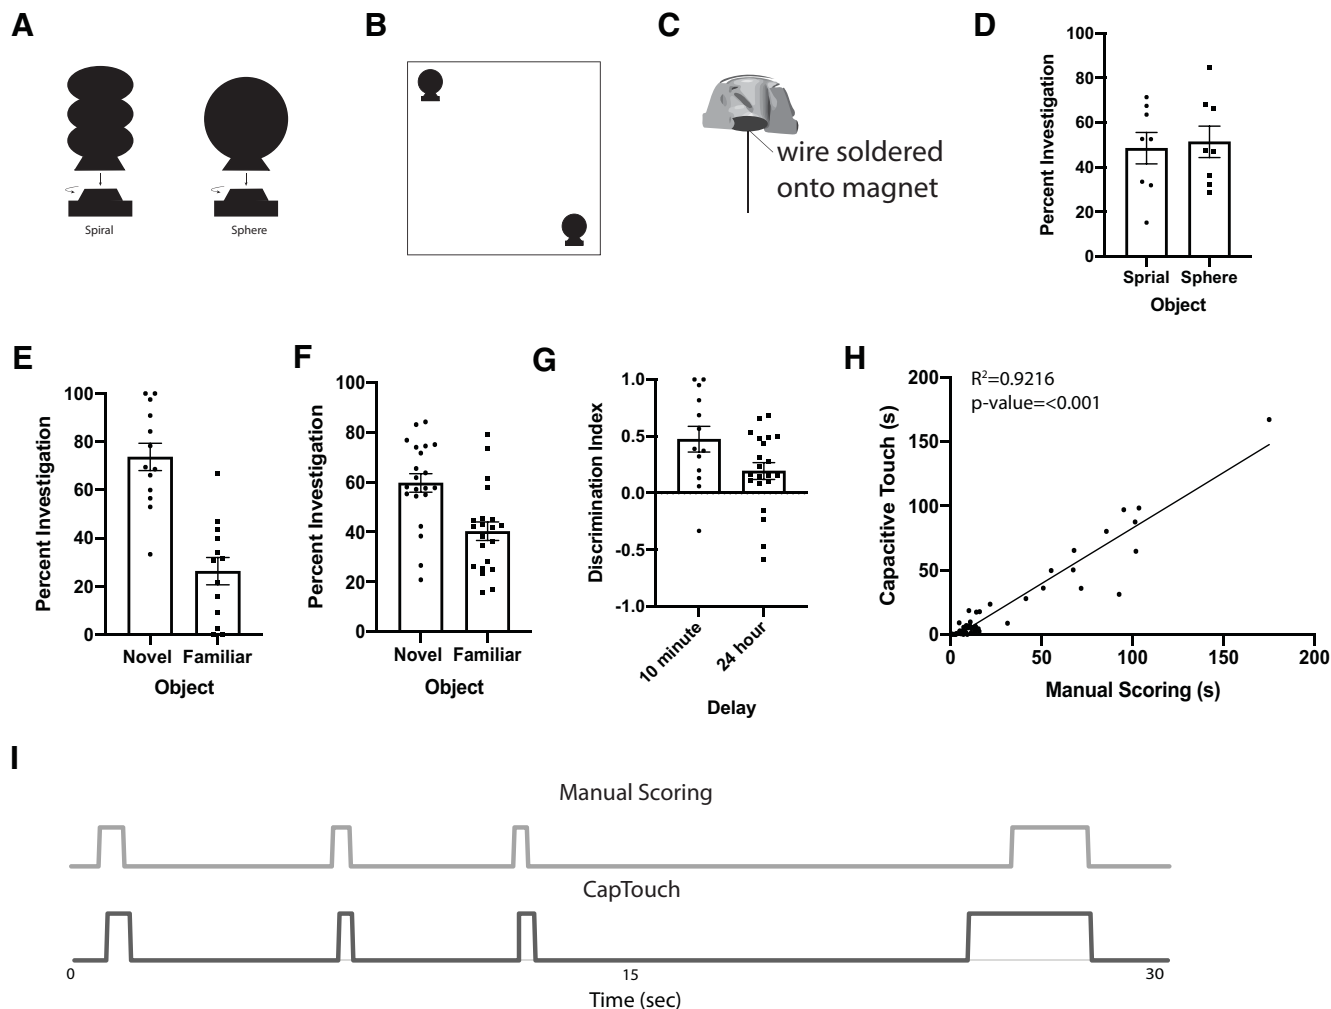 A
B
C
D
Spiral
Sphere
wire soldered
onto magnet
100
80
60
40
20
0
Percent Investigation
Sprial Sphere
Object
E
F
G
H
100
80
60
40
20
0
Percent Investigation
Novel Familiar
Object
100
80
60
40
20
0
Percent Investigation
Novel Familiar
Object
1.0
0.5
0.0
-0.5
-1.0
Discrimination Index
10 minute
24 hour
Delay
R²=0.9216
p-value=<0.001
200
150
100
50
0
Capacitive Touch (s)
0 50 100 150 200
Manual Scoring (s)
I
Manual Scoring
CapTouch
0 15 30
Time (sec)